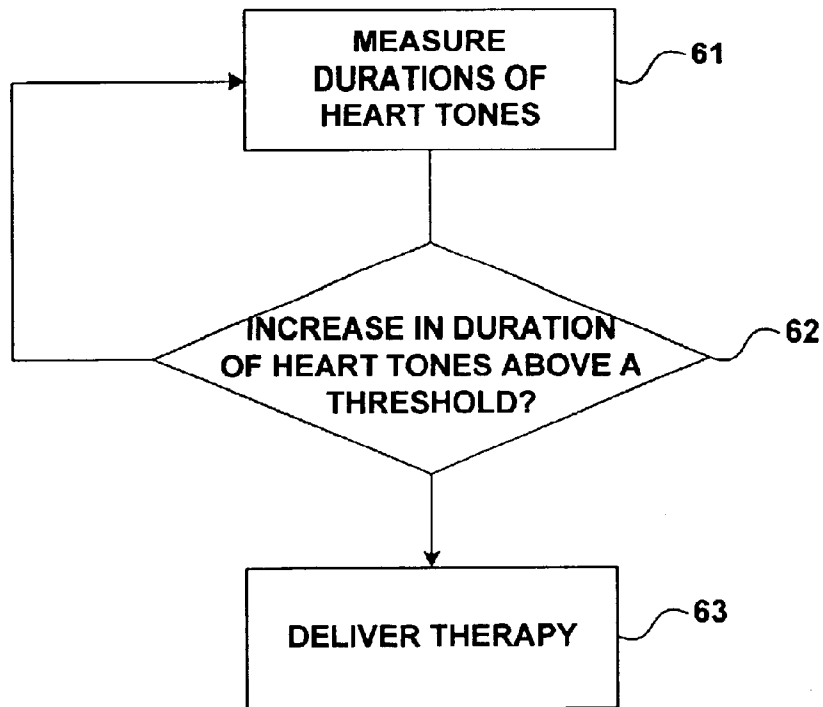 MEASURE
DURATIONS OF
HEART TONES
61
INCREASE IN DURATION
OF HEART TONES ABOVE A
THRESHOLD?
62
DELIVER THERAPY
63